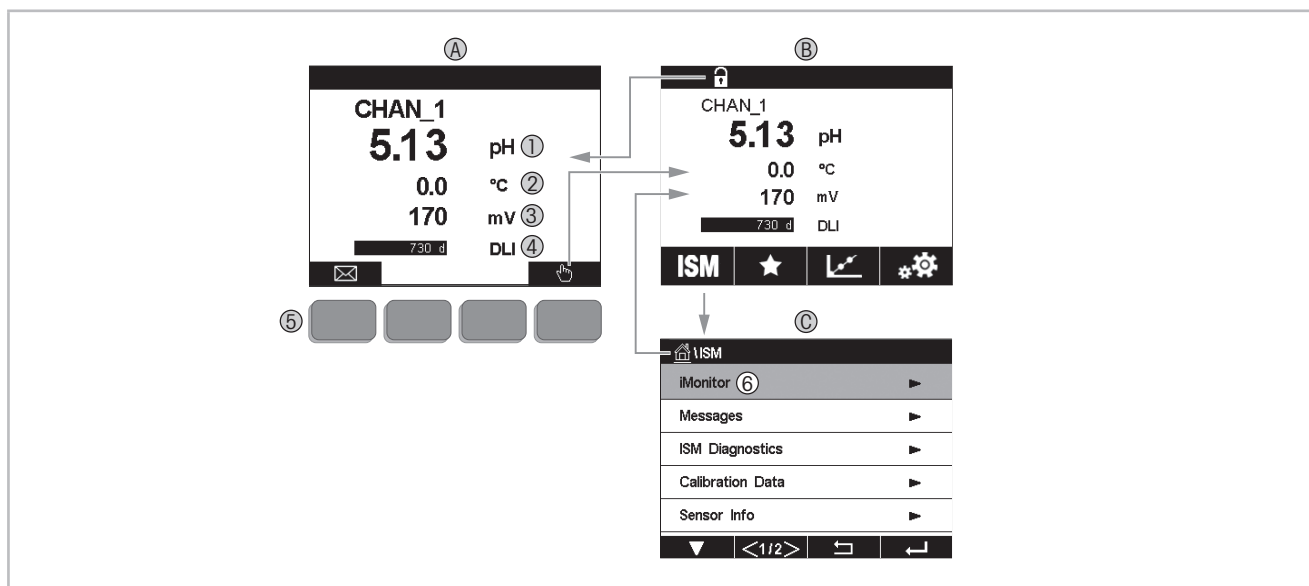 Ⓐ
CHAN_1
5.13 pH ①
0.0 °C ②
170 mV ③
730 d DLI ④
⑤
Ⓑ
CHAN_1
5.13 pH
0.0 °C
170 mV
730 d DLI
ISM
Ⓒ
\ISM
iMonitor ⑥
Messages
ISM Diagnostics
Calibration Data
Sensor Info
<1/2>